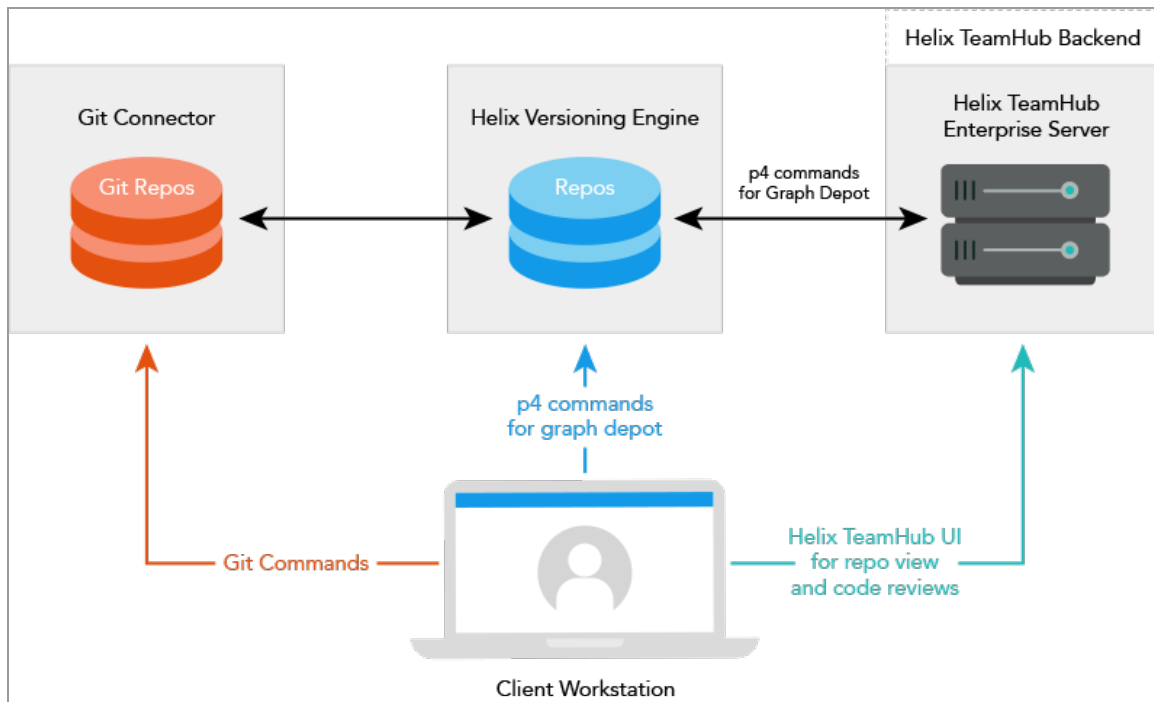 Helix TeamHub Backend
Git Connector
Git Repos
Helix Versioning Engine
Repos
p4 commands
for Graph Depot
Helix TeamHub
Enterprise Server
p4 commands
for graph depot
Git Commands
Helix TeamHub UI
for repo view
and code reviews
Client Workstation